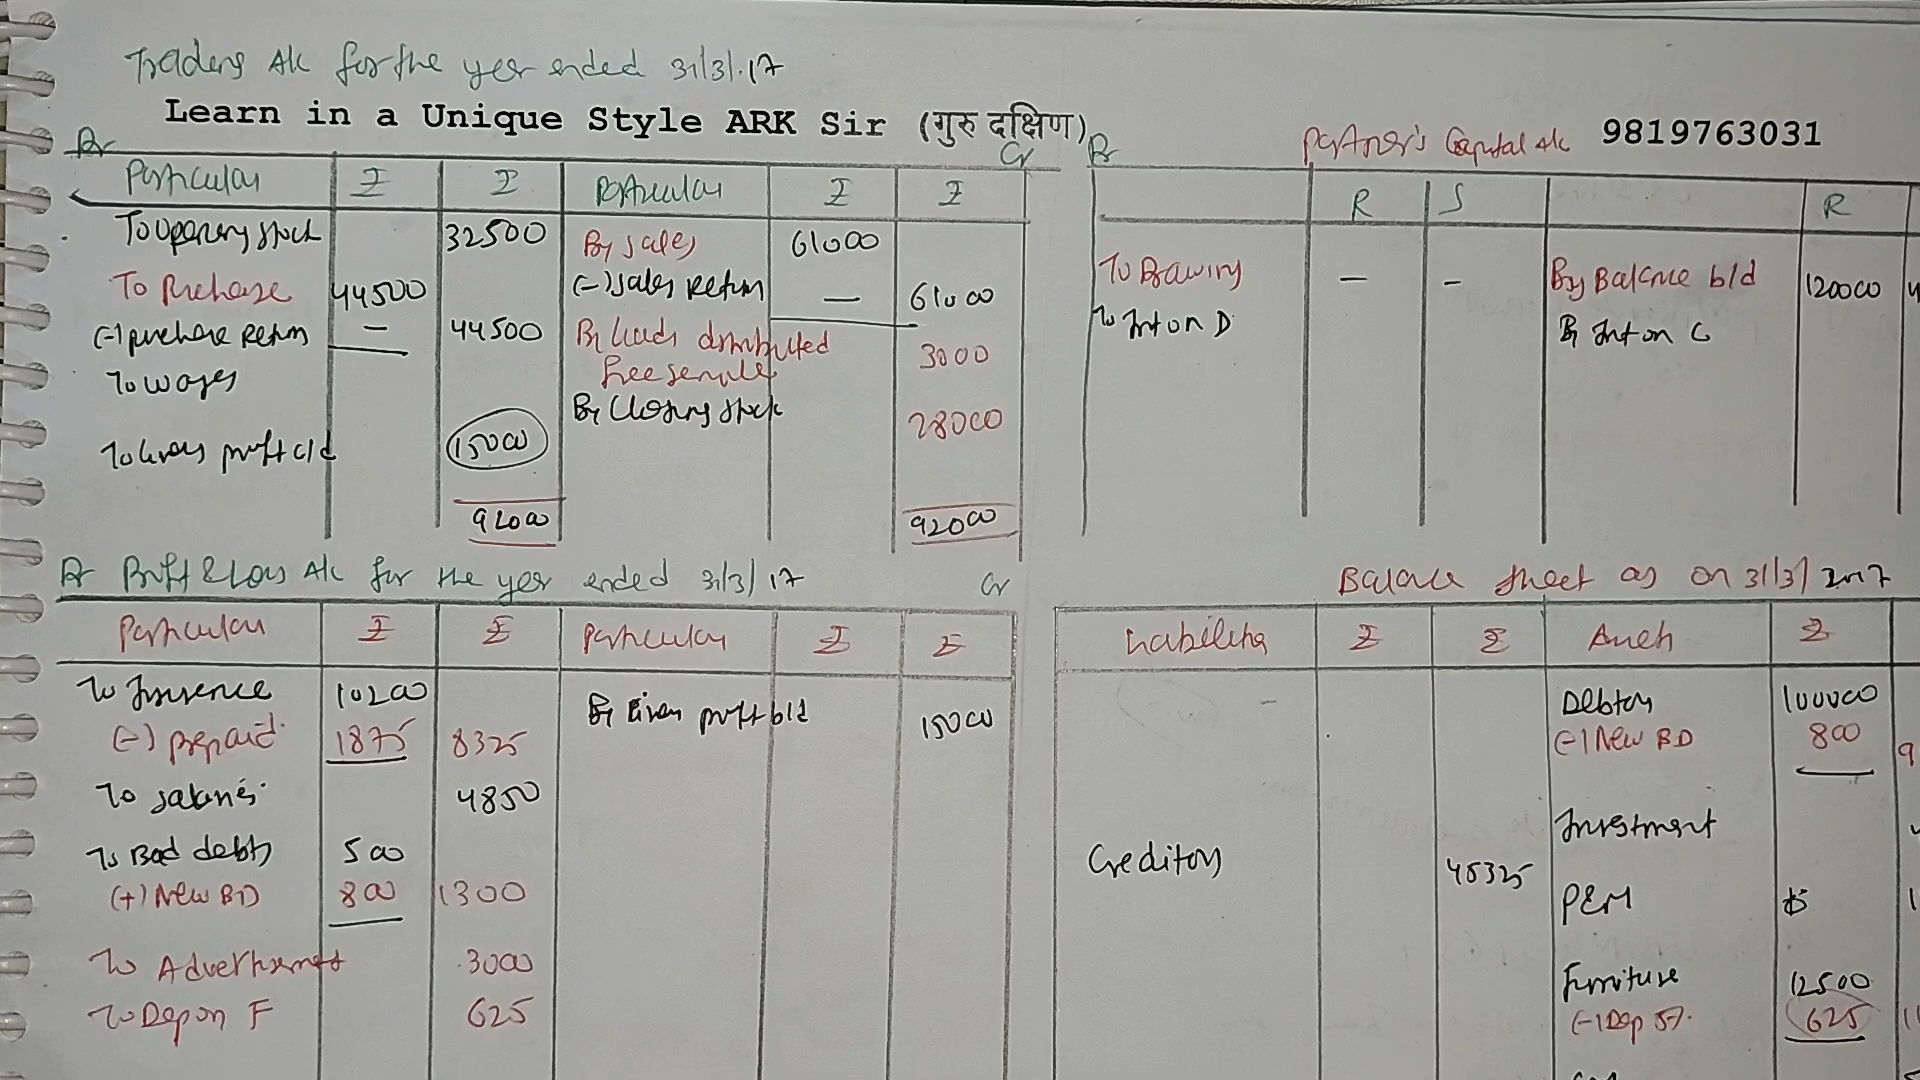 Trading A/c for the year ended 31/3/.17
Learn in a Unique Style ARK Sir (गुरु दक्षिण)
9819763031
Dr Cr
Particular ₹ ₹ Particular ₹ ₹
To Opening stock 32500 By sales 61000
To Purchase 44500 (-) sales Return — 61000
(-) purchase Return — 44500 By Goods distributed 3000
free sample
To wages
By Closing stock 28000
To Gross profit c/d 15000
92000 92000
Dr Partner's Capital A/c
R S R
To Drawing - - By Balance b/d 120000
To Int on D By Int on C
Dr Profit & Loss A/c for the year ended 31/3/17 Cr
Particular ₹ ₹ Particular ₹ ₹
To Insurence 10200 By Gross profit b/d 15000
(-) prepaid 1875 8325
To salaries 4850
To Bad debts 500
(+) New BD 800 1300
To Advertisement 3000
To Dep on F 625
Balance sheet as on 31/3/2017
Liabilities ₹ ₹ Assets ₹
Debtors 100000
(-) New BD 800
Investment
Creditors 45325
P&M
Furniture 12500
(-) Dep 5%. 625